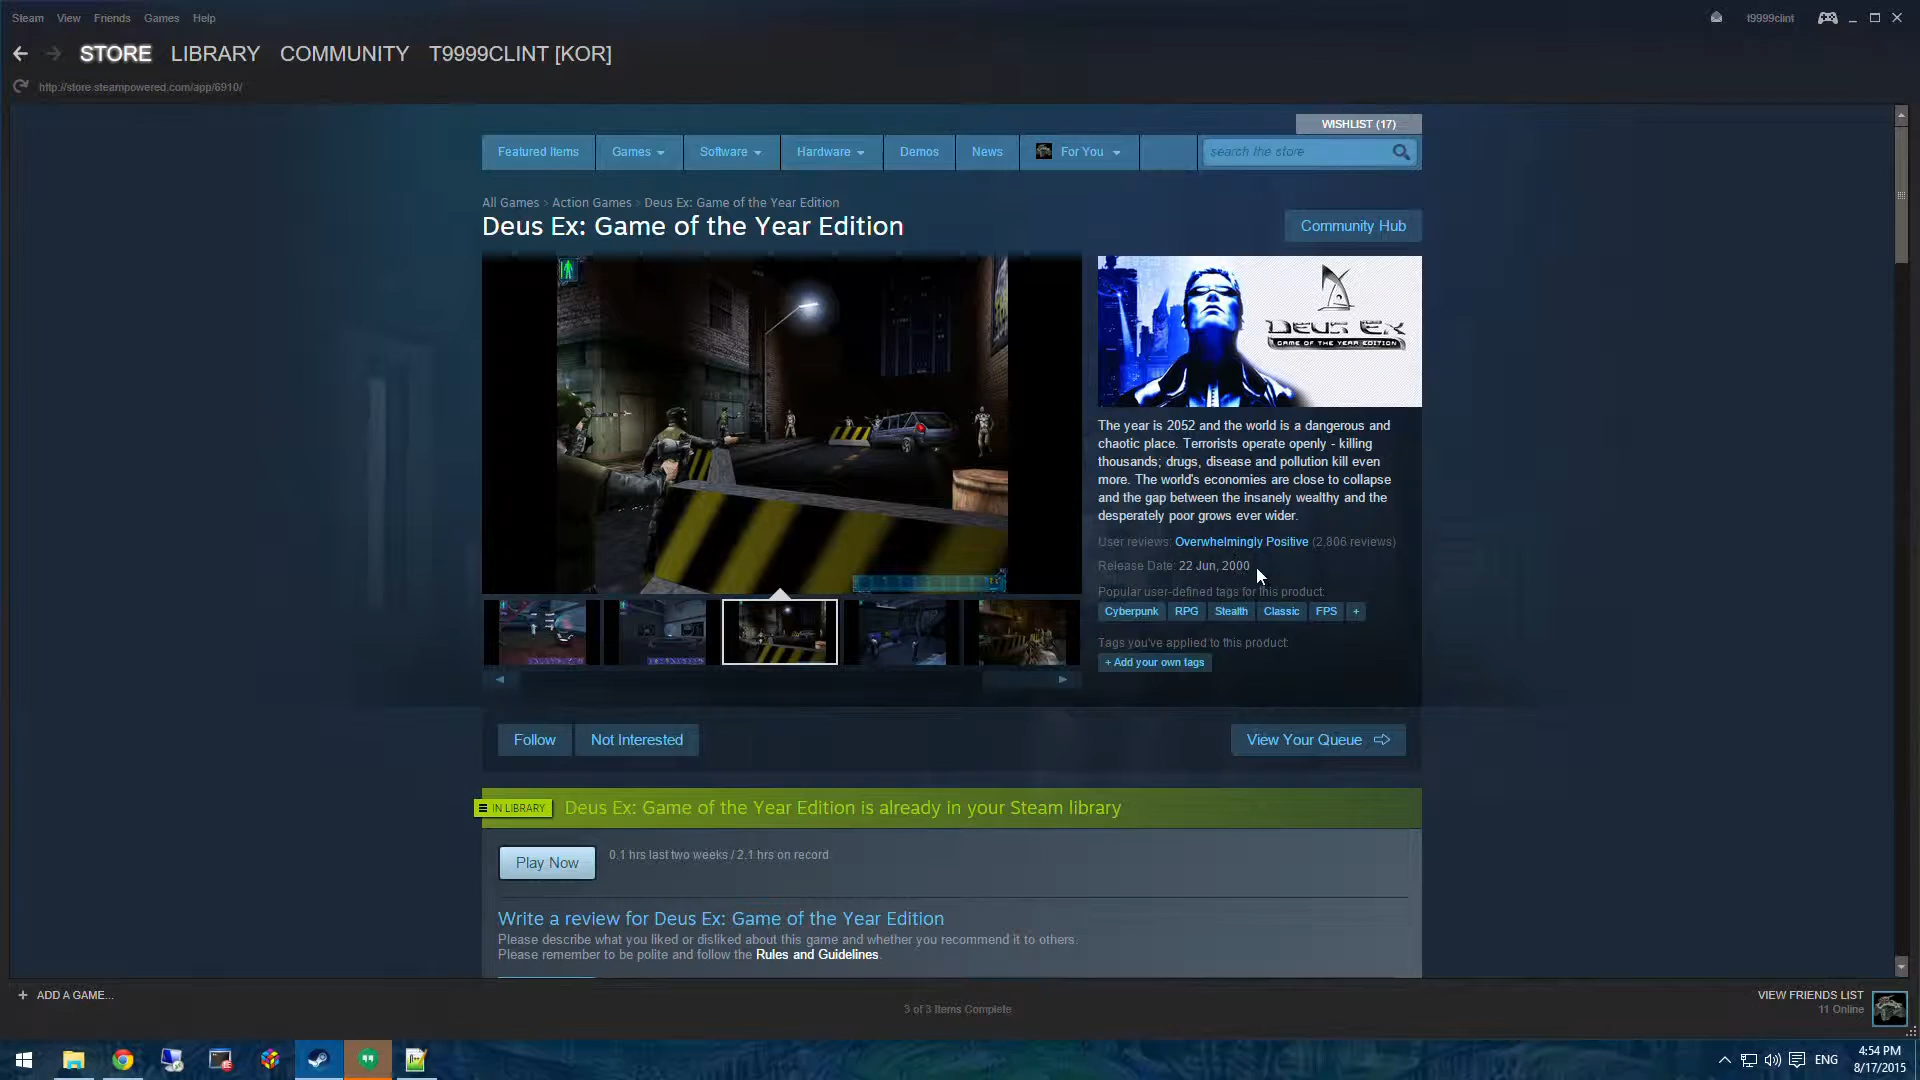 Steam View Friends Games Help
t9999clint
STORE LIBRARY COMMUNITY T9999CLINT [KOR]
http://store.steampowered.com/app/6910/
WISHLIST (17)
Featured Items Games Software Hardware Demos News For You search the store
All Games > Action Games > Deus Ex: Game of the Year Edition
Deus Ex: Game of the Year Edition
Community Hub
DEUS EX
GAME OF THE YEAR EDITION
The year is 2052 and the world is a dangerous and
chaotic place. Terrorists operate openly - killing
thousands; drugs, disease and pollution kill even
more. The world's economies are close to collapse
and the gap between the insanely wealthy and the
desperately poor grows ever wider.
User reviews: Overwhelmingly Positive (2,806 reviews)
Release Date: 22 Jun, 2000
Popular user-defined tags for this product:
Cyberpunk RPG Stealth Classic FPS +
Tags you've applied to this product:
+ Add your own tags
Follow Not Interested View Your Queue
IN LIBRARY Deus Ex: Game of the Year Edition is already in your Steam library
Play Now 0.1 hrs last two weeks / 2.1 hrs on record
Write a review for Deus Ex: Game of the Year Edition
Please describe what you liked or disliked about this game and whether you recommend it to others.
Please remember to be polite and follow the Rules and Guidelines.
+ ADD A GAME...
3 of 3 Items Complete
VIEW FRIENDS LIST
11 Online
ENG
4:54 PM
8/17/2015